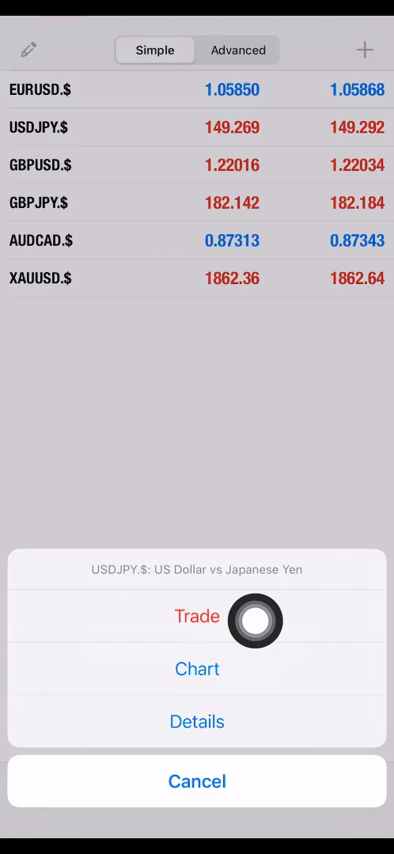 Simple Advanced
EURUSD.$ 1.05850 1.05868
USDJPY.$ 149.269 149.292
GBPUSD.$ 1.22016 1.22034
GBPJPY.$ 182.142 182.184
AUDCAD.$ 0.87313 0.87343
XAUUSD.$ 1862.36 1862.64
USDJPY.$: US Dollar vs Japanese Yen
Trade
Chart
Details
Cancel